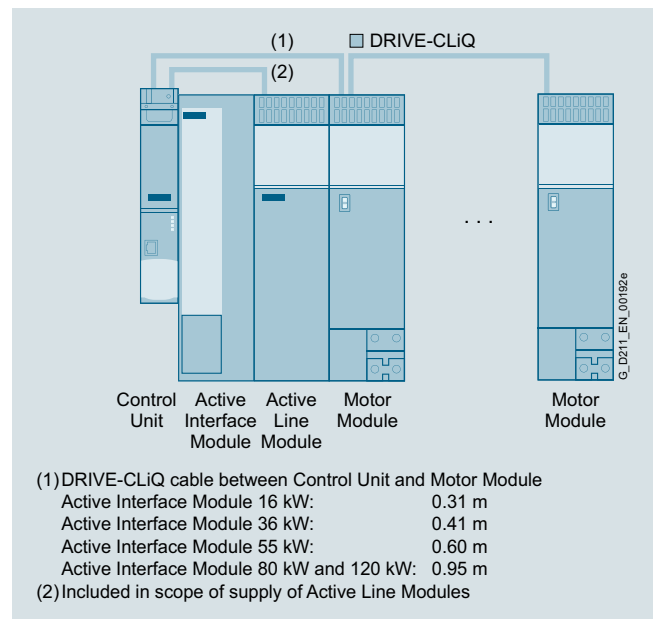 (1)
DRIVE-CLiQ
(2)
. . .
G_D211_EN_00192e
Control Unit
Active Interface Module
Active Line Module
Motor Module
Motor Module
(1) DRIVE-CLiQ cable between Control Unit and Motor Module
Active Interface Module 16 kW: 0.31 m
Active Interface Module 36 kW: 0.41 m
Active Interface Module 55 kW: 0.60 m
Active Interface Module 80 kW and 120 kW: 0.95 m
(2) Included in scope of supply of Active Line Modules